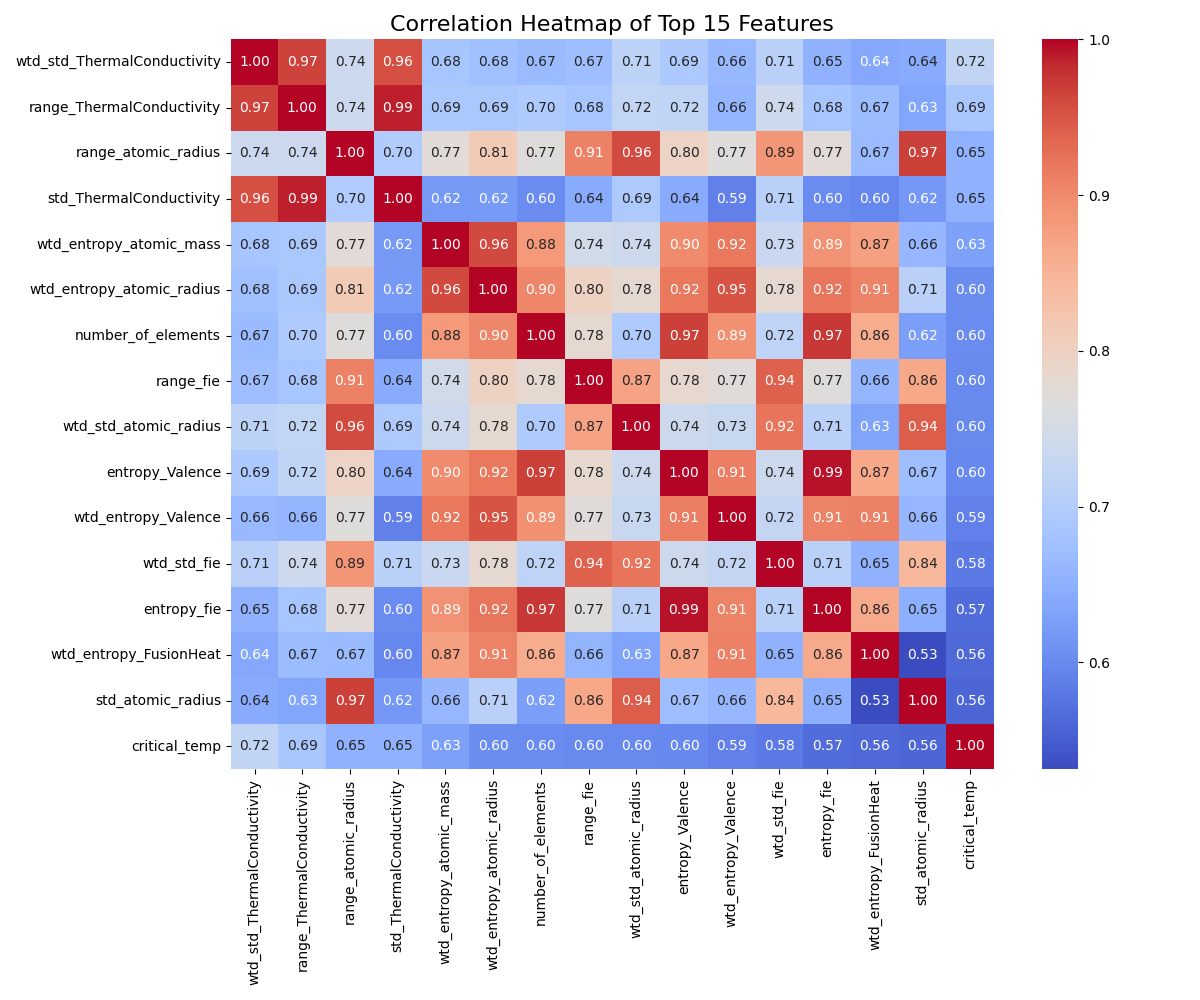 Correlation Heatmap of Top 15 Features
wtd_std_ThermalConductivity 1.00 0.97 0.74 0.96 0.68 0.68 0.67 0.67 0.71 0.69 0.66 0.71 0.65 0.64 0.64 0.72
range_ThermalConductivity 0.97 1.00 0.74 0.99 0.69 0.69 0.70 0.68 0.72 0.72 0.66 0.74 0.68 0.67 0.63 0.69
range_atomic_radius 0.74 0.74 1.00 0.70 0.77 0.81 0.77 0.91 0.96 0.80 0.77 0.89 0.77 0.67 0.97 0.65
std_ThermalConductivity 0.96 0.99 0.70 1.00 0.62 0.62 0.60 0.64 0.69 0.64 0.59 0.71 0.60 0.60 0.62 0.65
wtd_entropy_atomic_mass 0.68 0.69 0.77 0.62 1.00 0.96 0.88 0.74 0.74 0.90 0.92 0.73 0.89 0.87 0.66 0.63
wtd_entropy_atomic_radius 0.68 0.69 0.81 0.62 0.96 1.00 0.90 0.80 0.78 0.92 0.95 0.78 0.92 0.91 0.71 0.60
number_of_elements 0.67 0.70 0.77 0.60 0.88 0.90 1.00 0.78 0.70 0.97 0.89 0.72 0.97 0.86 0.62 0.60
range_fie 0.67 0.68 0.91 0.64 0.74 0.80 0.78 1.00 0.87 0.78 0.77 0.94 0.77 0.66 0.86 0.60
wtd_std_atomic_radius 0.71 0.72 0.96 0.69 0.74 0.78 0.70 0.87 1.00 0.74 0.73 0.92 0.71 0.63 0.94 0.60
entropy_Valence 0.69 0.72 0.80 0.64 0.90 0.92 0.97 0.78 0.74 1.00 0.91 0.74 0.99 0.87 0.67 0.60
wtd_entropy_Valence 0.66 0.66 0.77 0.59 0.92 0.95 0.89 0.77 0.73 0.91 1.00 0.72 0.91 0.91 0.66 0.59
wtd_std_fie 0.71 0.74 0.89 0.71 0.73 0.78 0.72 0.94 0.92 0.74 0.72 1.00 0.71 0.65 0.84 0.58
entropy_fie 0.65 0.68 0.77 0.60 0.89 0.92 0.97 0.77 0.71 0.99 0.91 0.71 1.00 0.86 0.65 0.57
wtd_entropy_FusionHeat 0.64 0.67 0.67 0.60 0.87 0.91 0.86 0.66 0.63 0.87 0.91 0.65 0.86 1.00 0.53 0.56
std_atomic_radius 0.64 0.63 0.97 0.62 0.66 0.71 0.62 0.86 0.94 0.67 0.66 0.84 0.65 0.53 1.00 0.56
critical_temp 0.72 0.69 0.65 0.65 0.63 0.60 0.60 0.60 0.60 0.60 0.59 0.58 0.57 0.56 0.56 1.00
wtd_std_ThermalConductivity
range_ThermalConductivity
range_atomic_radius
std_ThermalConductivity
wtd_entropy_atomic_mass
wtd_entropy_atomic_radius
number_of_elements
range_fie
wtd_std_atomic_radius
entropy_Valence
wtd_entropy_Valence
wtd_std_fie
entropy_fie
wtd_entropy_FusionHeat
std_atomic_radius
critical_temp
1.0
0.9
0.8
0.7
0.6